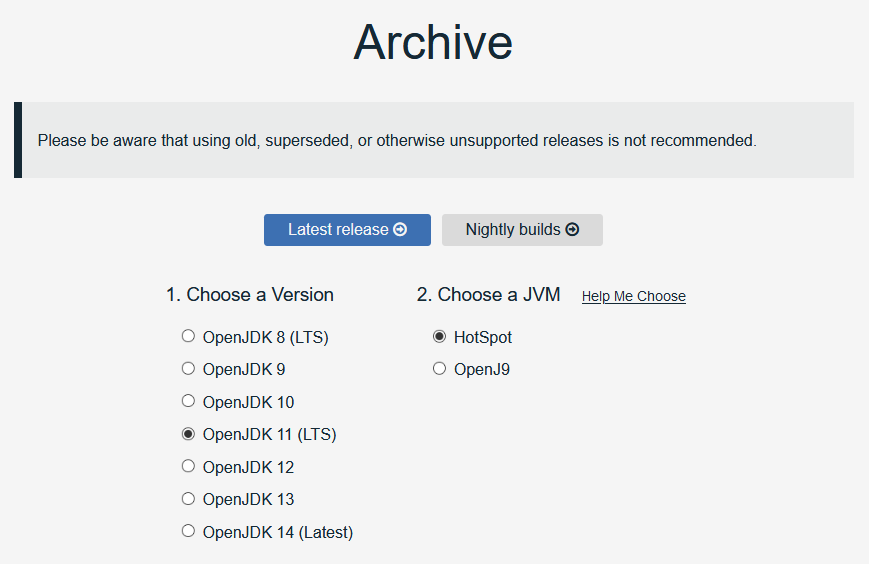 Archive
Please be aware that using old, superseded, or otherwise unsupported releases is not recommended.
Latest release
Nightly builds
1. Choose a Version
2. Choose a JVM
Help Me Choose
OpenJDK 8 (LTS)
OpenJDK 9
OpenJDK 10
OpenJDK 11 (LTS)
OpenJDK 12
OpenJDK 13
OpenJDK 14 (Latest)
HotSpot
OpenJ9